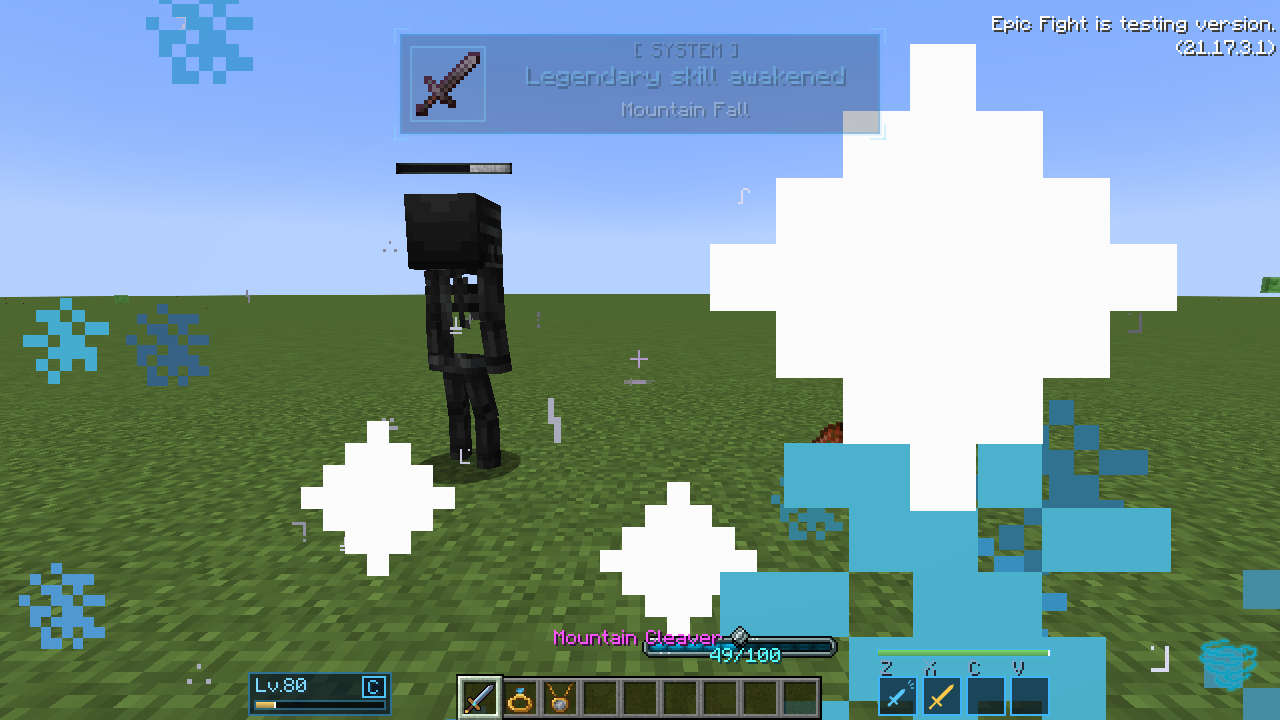 Epic Fight is testing version.
(21.17.3.1)
[ SYSTEM ]
Legendary skill awakened
Mountain Fall
Mountain Cleaver
49/100
Lv.80
C
Z X C V